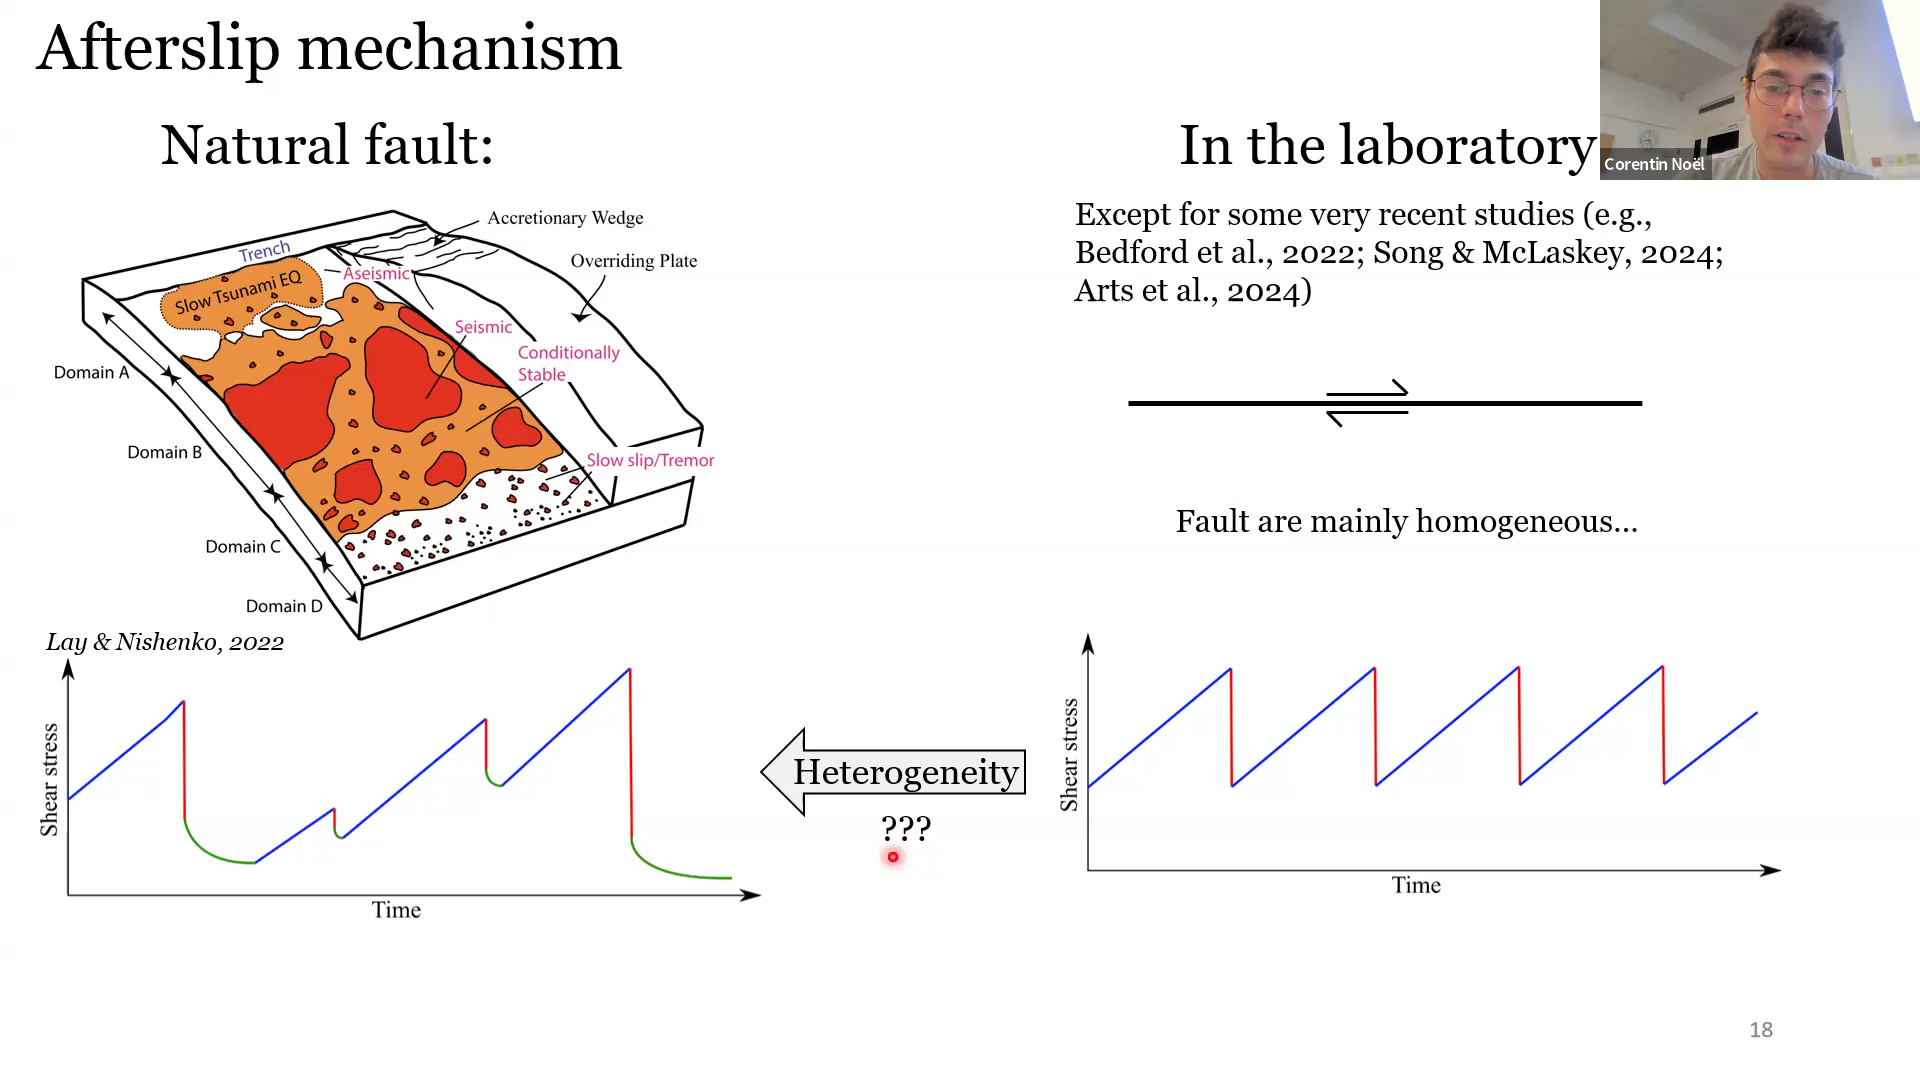 Afterslip mechanism
Natural fault:
In the laboratory
Corentin Noël
Except for some very recent studies (e.g.,
Bedford et al., 2022; Song & McLaskey, 2024;
Arts et al., 2024)
Accretionary Wedge
Trench
Overriding Plate
Aseismic
Slow Tsunami EQ
Seismic
Conditionally
Stable
Domain A
Domain B
Slow slip/Tremor
Domain C
Domain D
Lay & Nishenko, 2022
Fault are mainly homogeneous...
Shear stress
Time
Heterogeneity
???
Shear stress
Time
18